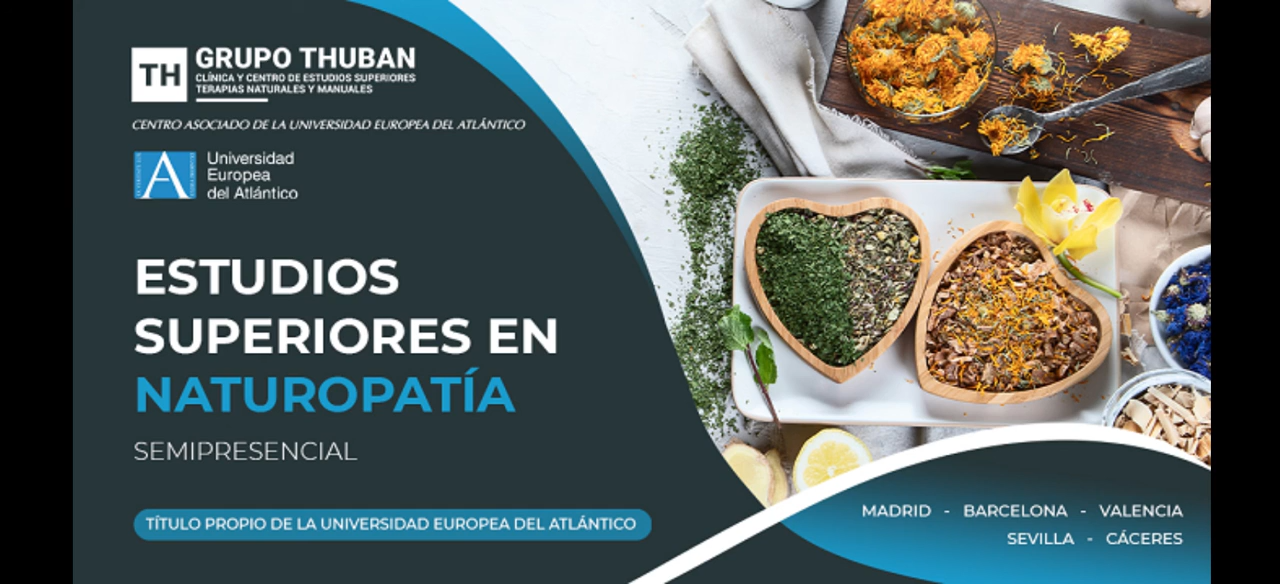 TH
GRUPO THUBAN
CLÍNICA Y CENTRO DE ESTUDIOS SUPERIORES
TERAPIAS NATURALES Y MANUALES
CENTRO ASOCIADO DE LA UNIVERSIDAD EUROPEA DEL ATLÁNTICO
A
Universidad
Europea
del Atlántico
ESTUDIOS
SUPERIORES EN
NATUROPATÍA
SEMIPRESENCIAL
TÍTULO PROPIO DE LA UNIVERSIDAD EUROPEA DEL ATLÁNTICO
MADRID - BARCELONA - VALENCIA
SEVILLA - CÁCERES